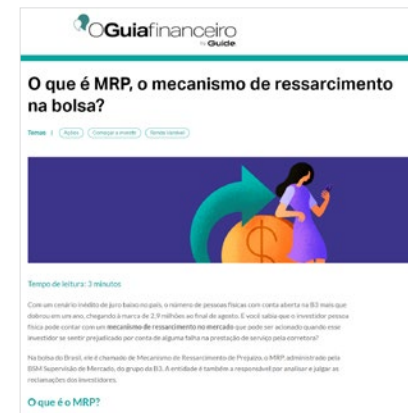 OGuiafinanceiro
by Guide
O que é MRP, o mecanismo de ressarcimento
na bolsa?
Temas | Ações Começar a investir Renda variável
Tempo de leitura: 3 minutos
Com um cenário inédito de juro baixo no país, o número de pessoas físicas com conta aberta na B3 mais que
dobrou em um ano, chegando à marca de 2,9 milhões ao final de agosto. E você sabia que o investidor pessoa
física pode contar com um mecanismo de ressarcimento no mercado que pode ser acionado quando esse
investidor se sentir prejudicado por conta de alguma falha na prestação de serviço pela corretora?
Na bolsa do Brasil, ele é chamado de Mecanismo de Ressarcimento de Prejuízo, o MRP, administrado pela
BSM Supervisão de Mercado, do grupo da B3. A entidade é também a responsável por analisar e julgar as
reclamações dos investidores.
O que é o MRP?